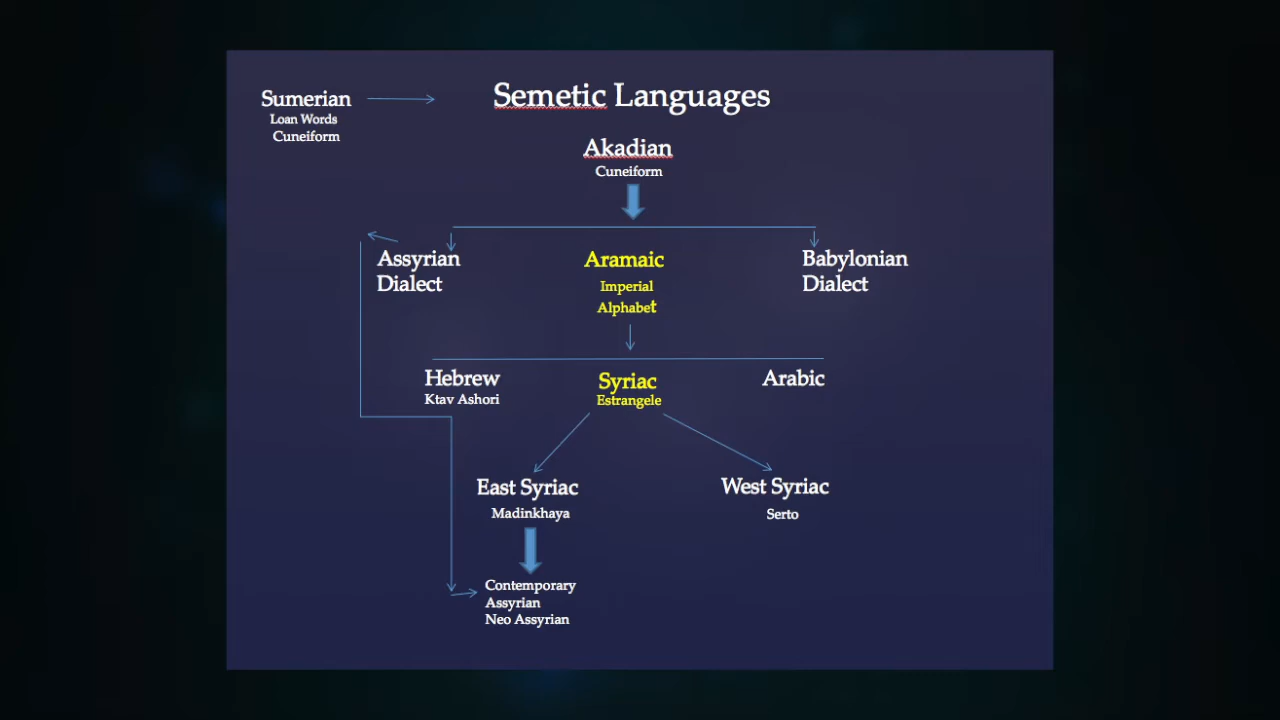 Semetic Languages
Sumerian
Loan Words
Cuneiform
Akadian
Cuneiform
Assyrian
Dialect
Aramaic
Imperial
Alphabet
Babylonian
Dialect
Hebrew
Ktav Ashori
Syriac
Estrangele
Arabic
East Syriac
Madinkhaya
West Syriac
Serto
Contemporary
Assyrian
Neo Assyrian